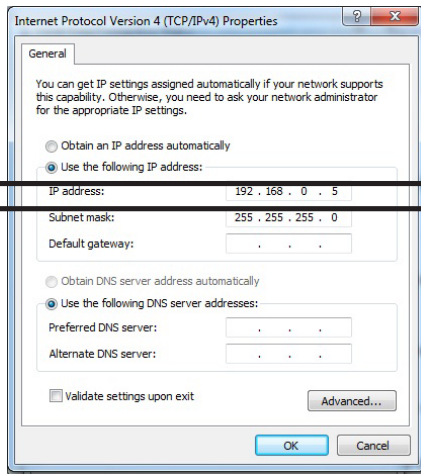 Internet Protocol Version 4 (TCP/IPv4) Properties
General
You can get IP settings assigned automatically if your network supports
this capability. Otherwise, you need to ask your network administrator
for the appropriate IP settings.
Obtain an IP address automatically
Use the following IP address:
IP address: 192 . 168 . 0 . 5
Subnet mask: 255 . 255 . 255 . 0
Default gateway: . . .
Obtain DNS server address automatically
Use the following DNS server addresses:
Preferred DNS server: . . .
Alternate DNS server: . . .
Validate settings upon exit
Advanced...
OK Cancel